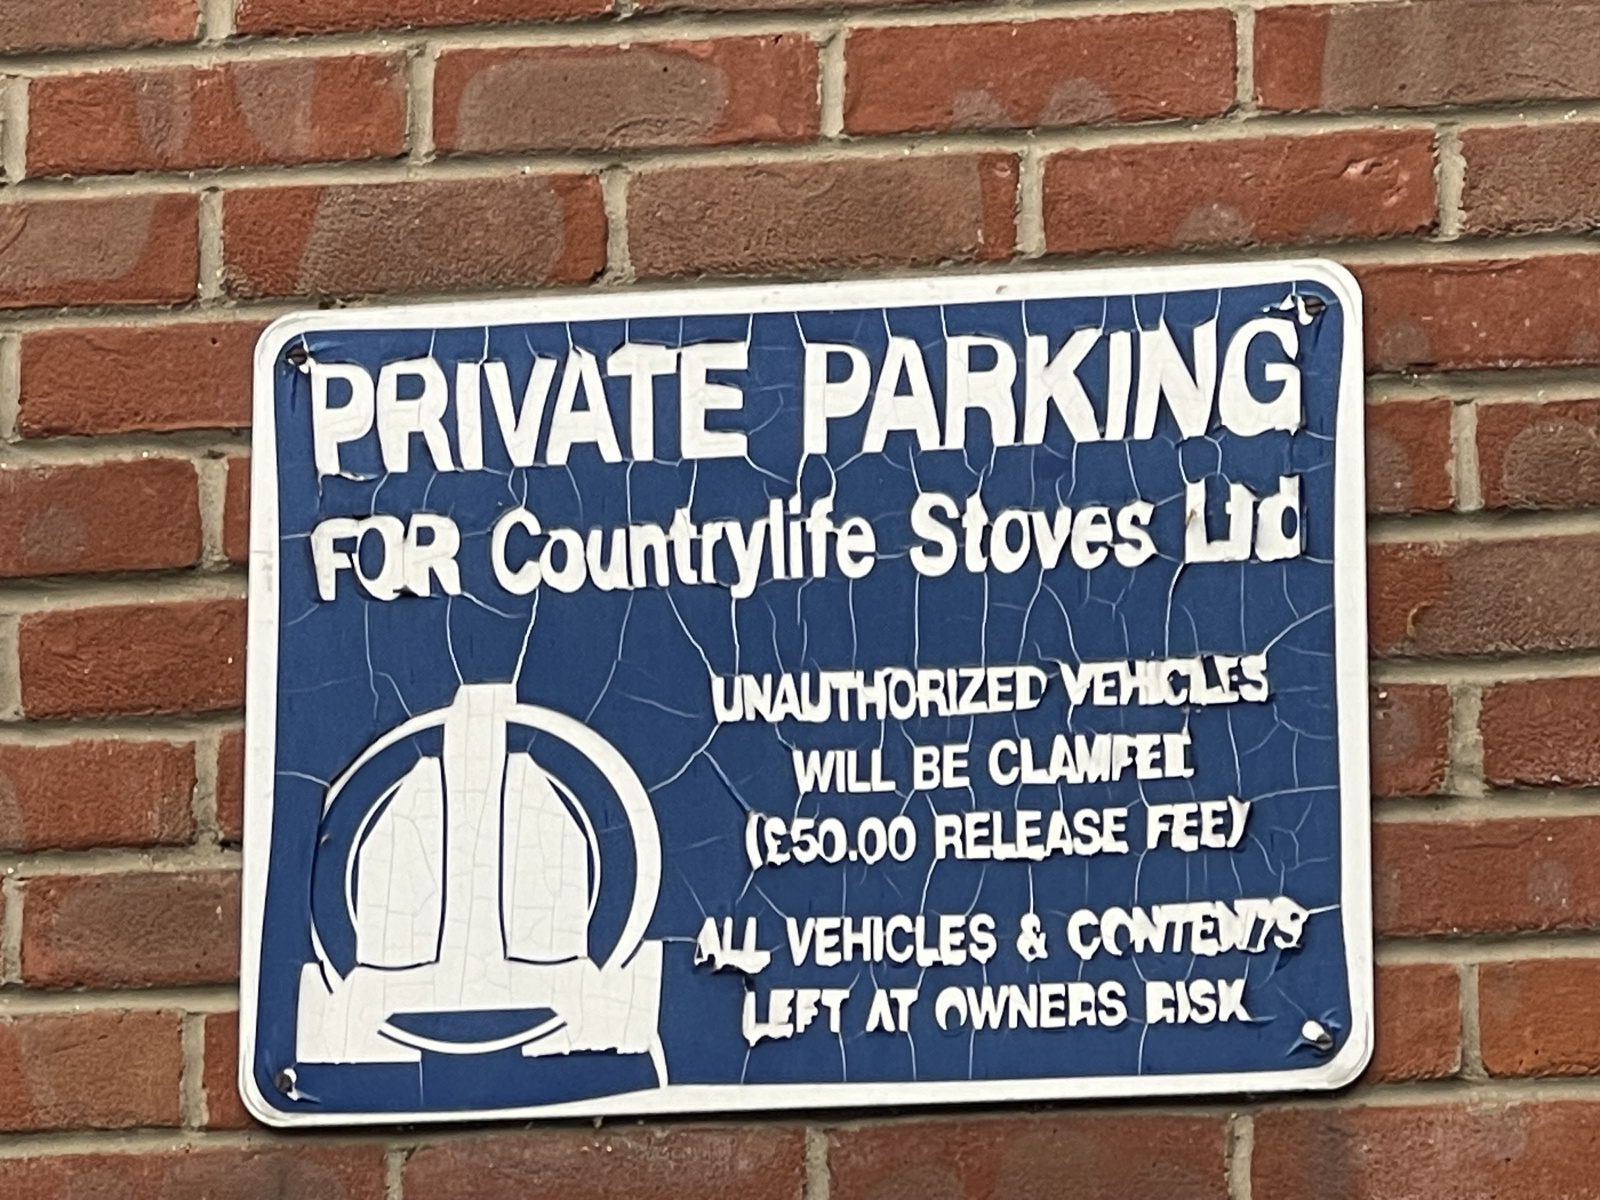 PRIVATE PARKING
FOR Countrylife Stoves Ltd
UNAUTHORIZED VEHICLES
WILL BE CLAMPED
(£50.00 RELEASE FEE)
ALL VEHICLES & CONTENTS
LEFT AT OWNERS RISK